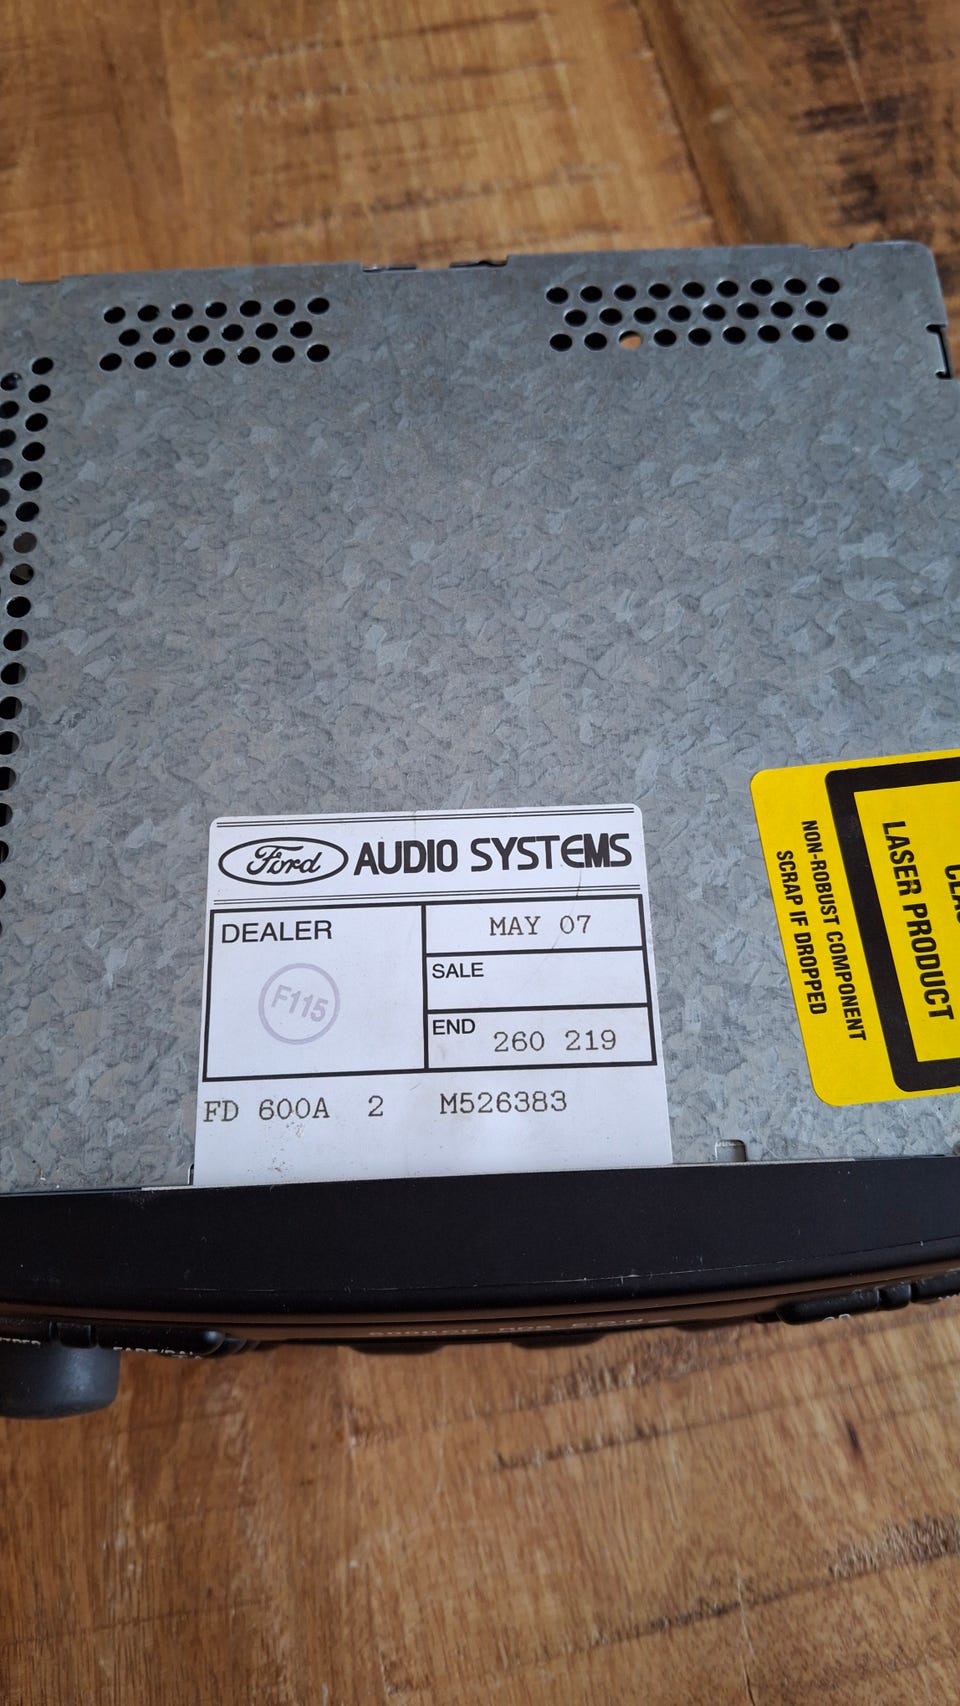 Ford AUDIO SYSTEMS
DEALER
F115
MAY 07
SALE
END 260 219
FD 600A 2 M526383
LASER PRODUCT
NON-ROBUST COMPONENT
SCRAP IF DROPPED